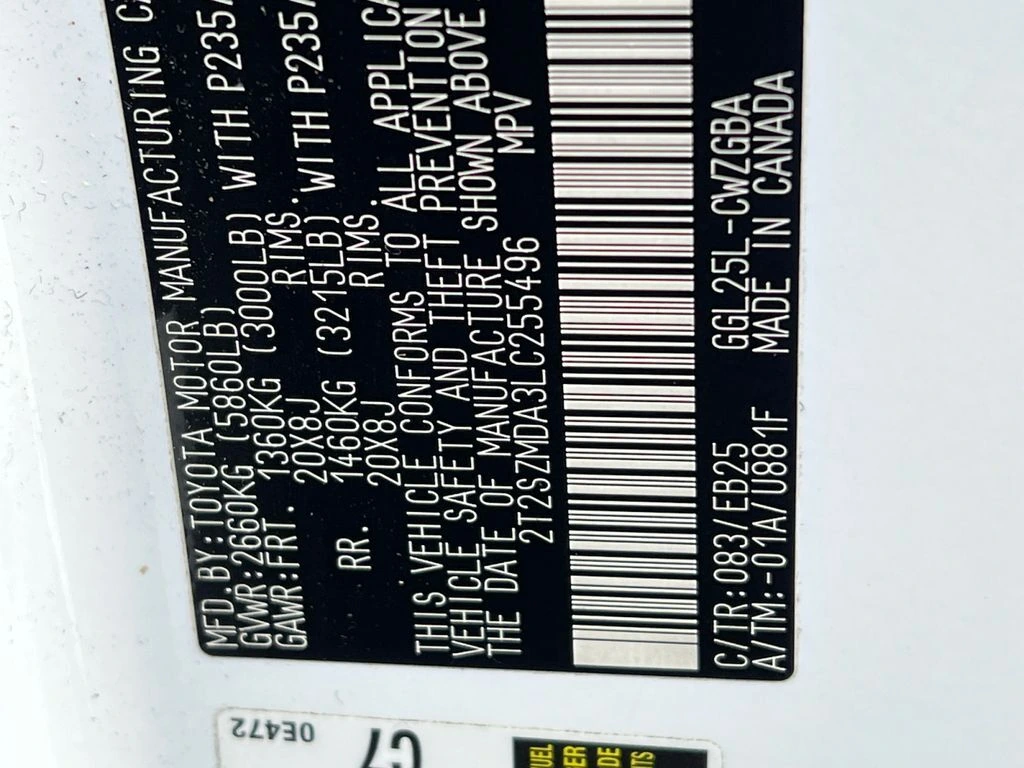 MFD.BY:TOYOTA MOTOR MANUFACTURING
GVWR:2660KG (5860LB)
GAWR:FRT. 1360KG (3000LB) WITH P235/
20X8J RIMS.
RR. 1460KG (3215LB) WITH P235/
20X8J RIMS.
THIS VEHICLE CONFORMS TO ALL
VEHICLE SAFETY AND THEFT PREVENTION
THE DATE OF MANUFACTURE SHOWN ABOVE
2T2SZMDA3LC255496 MPV
C/TR:083/EB25 GGL25L-CWZGBA
A/TM:-01A/U881F MADE IN CANADA
0E472